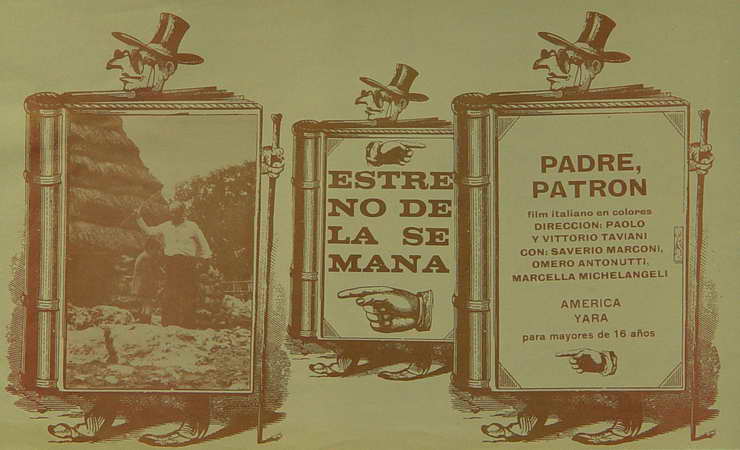 ESTRE
NO DE
LA SE
MANA
PADRE,
PATRON
film italiano en colores
DIRECCION: PAOLO
Y VITTORIO TAVIANI
CON: SAVERIO MARCONI,
OMERO ANTONUTTI,
MARCELLA MICHELANGELI
AMERICA
YARA
para mayores de 16 años